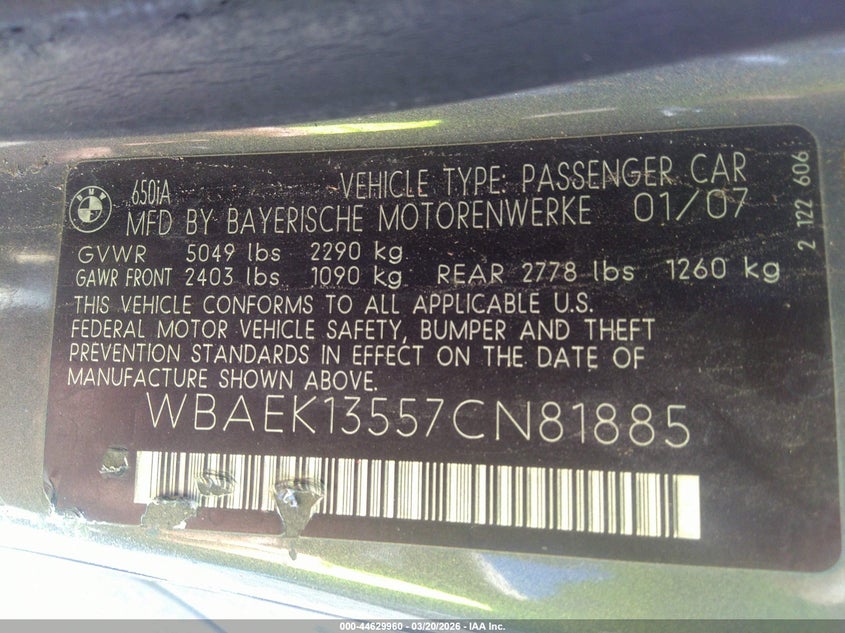 BMW
650iA VEHICLE TYPE: PASSENGER CAR
MFD BY BAYERISCHE MOTORENWERKE 01/07
GVWR 5049 lbs 2290 kg
GAWR FRONT 2403 lbs 1090 kg REAR 2778 lbs 1260 kg
THIS VEHICLE CONFORMS TO ALL APPLICABLE U.S.
FEDERAL MOTOR VEHICLE SAFETY, BUMPER AND THEFT
PREVENTION STANDARDS IN EFFECT ON THE DATE OF
MANUFACTURE SHOWN ABOVE.
WBAEK13557CN81885
2 122 606
000-44629960 - 03/20/2026 - IAA Inc.